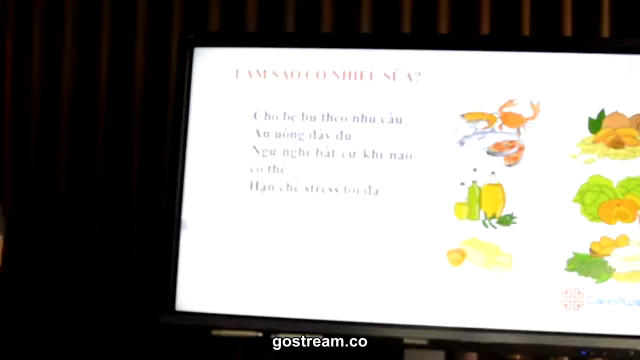 LÀM SAO CÓ NHIỀU SỮA?
Cho bé bú theo nhu cầu
Ăn uống đầy đủ
Ngủ nghỉ bất cứ khi nào
có thể
Hạn chế stress tối đa
CarePlus
gostream.co